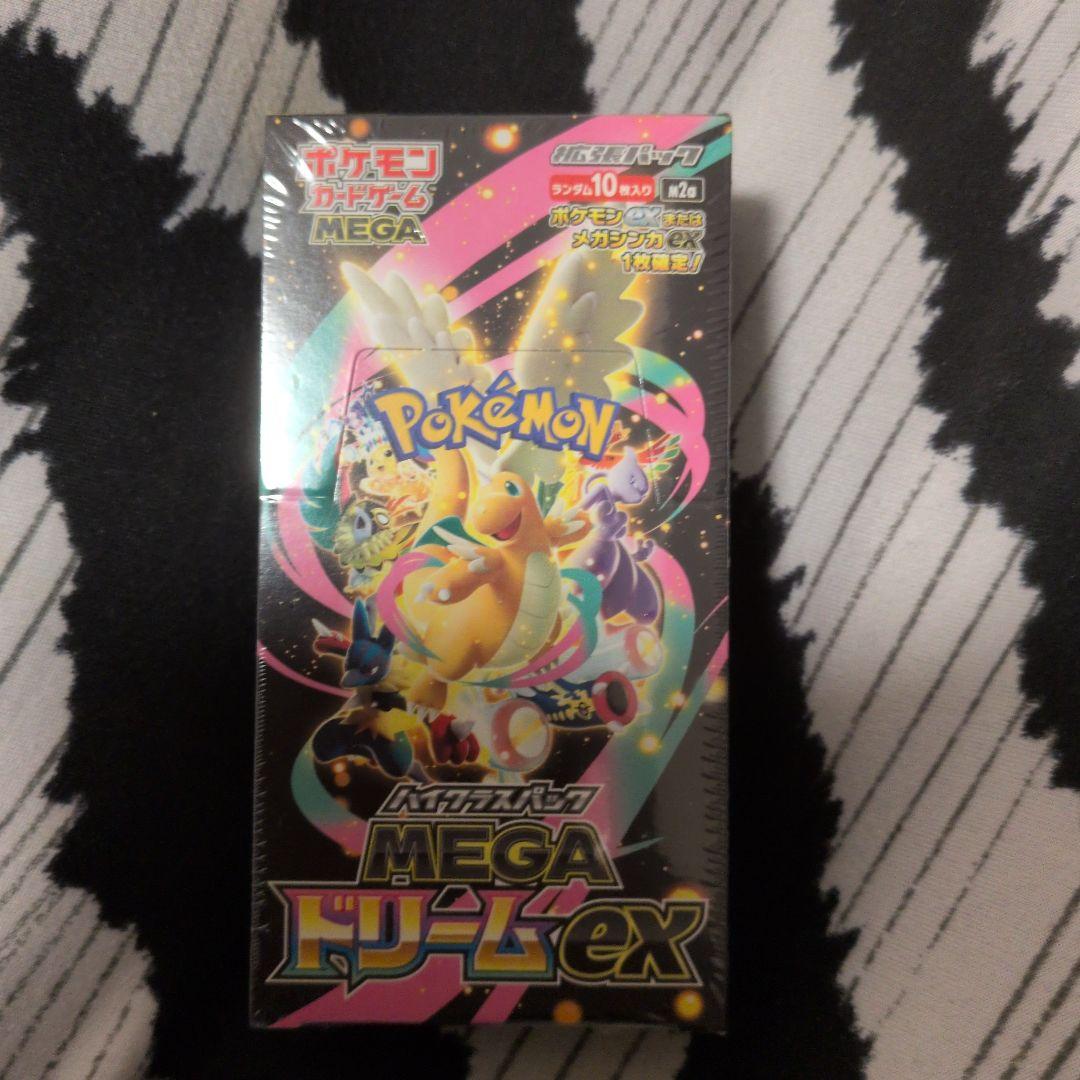 ポケモン
カードゲーム
MEGA
拡張パック
ランダム10枚入り M2a
ポケモンexまたは
メガシンカex
1枚確定!
POKéMON
ハイクラスパック
MEGA
ドリームex